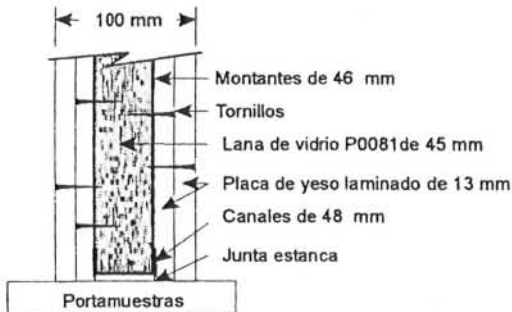 100 mm
Montantes de 46 mm
Tornillos
Lana de vidrio P0081de 45 mm
Placa de yeso laminado de 13 mm
Canales de 48 mm
Junta estanca
Portamuestras